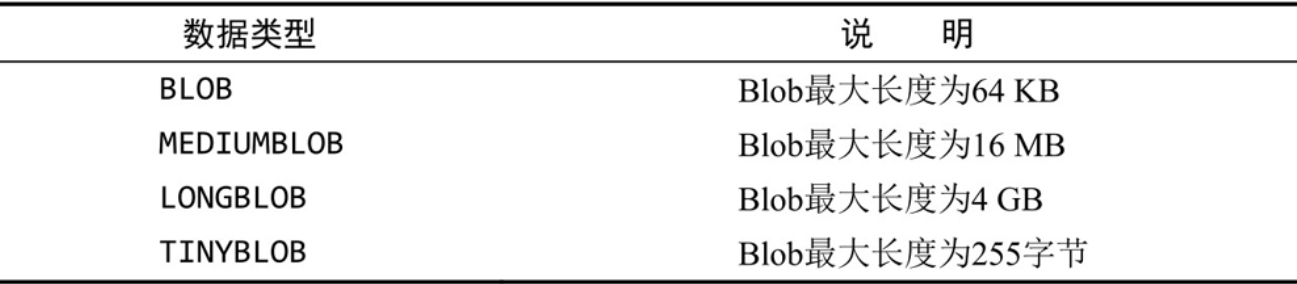 数据类型 说 明
BLOB Blob最大长度为64 KB
MEDIUMBLOB Blob最大长度为16 MB
LONGBLOB Blob最大长度为4 GB
TINYBLOB Blob最大长度为255字节